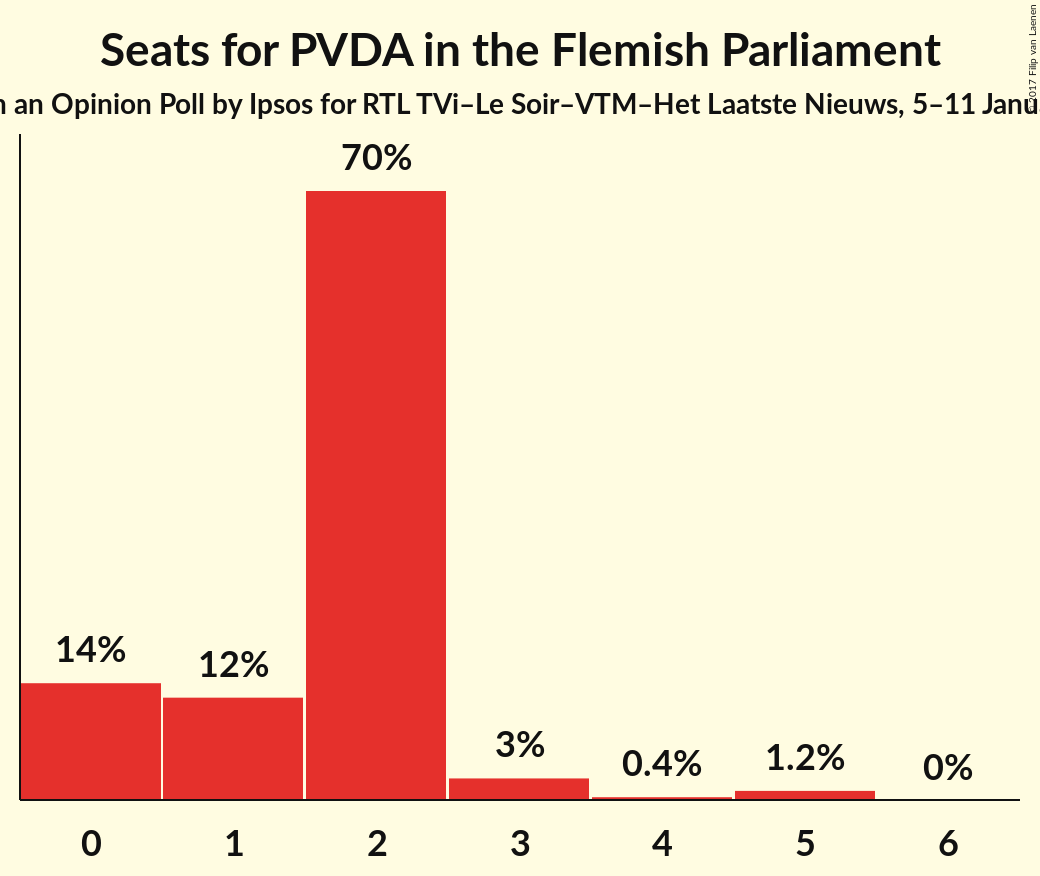 Seats for PVDA in the Flemish Parliament
an Opinion Poll by Ipsos for RTL TVi–Le Soir–VTM–Het Laatste Nieuws, 5–11
2017 Filip van Laenen
70%
14%
12%
3%
0.4%
1.2%
0%
0 1 2 3 4 5 6